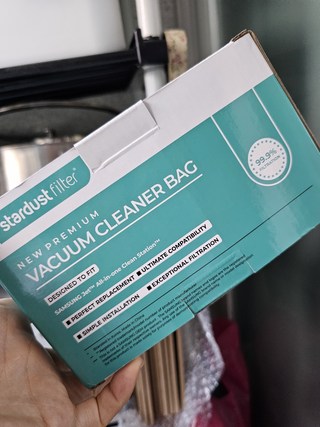 stardust filter®
NEW PREMIUM
VACUUM CLEANER BAG
99.9%
FILTRATION
DESIGNED TO FIT
SAMSUNG Jet™ All-in-one Clean Station™
■ PERFECT REPLACEMENT ■ ULTIMATE COMPATIBILITY
■ SIMPLE INSTALLATION ■ EXCEPTIONAL FILTRATION